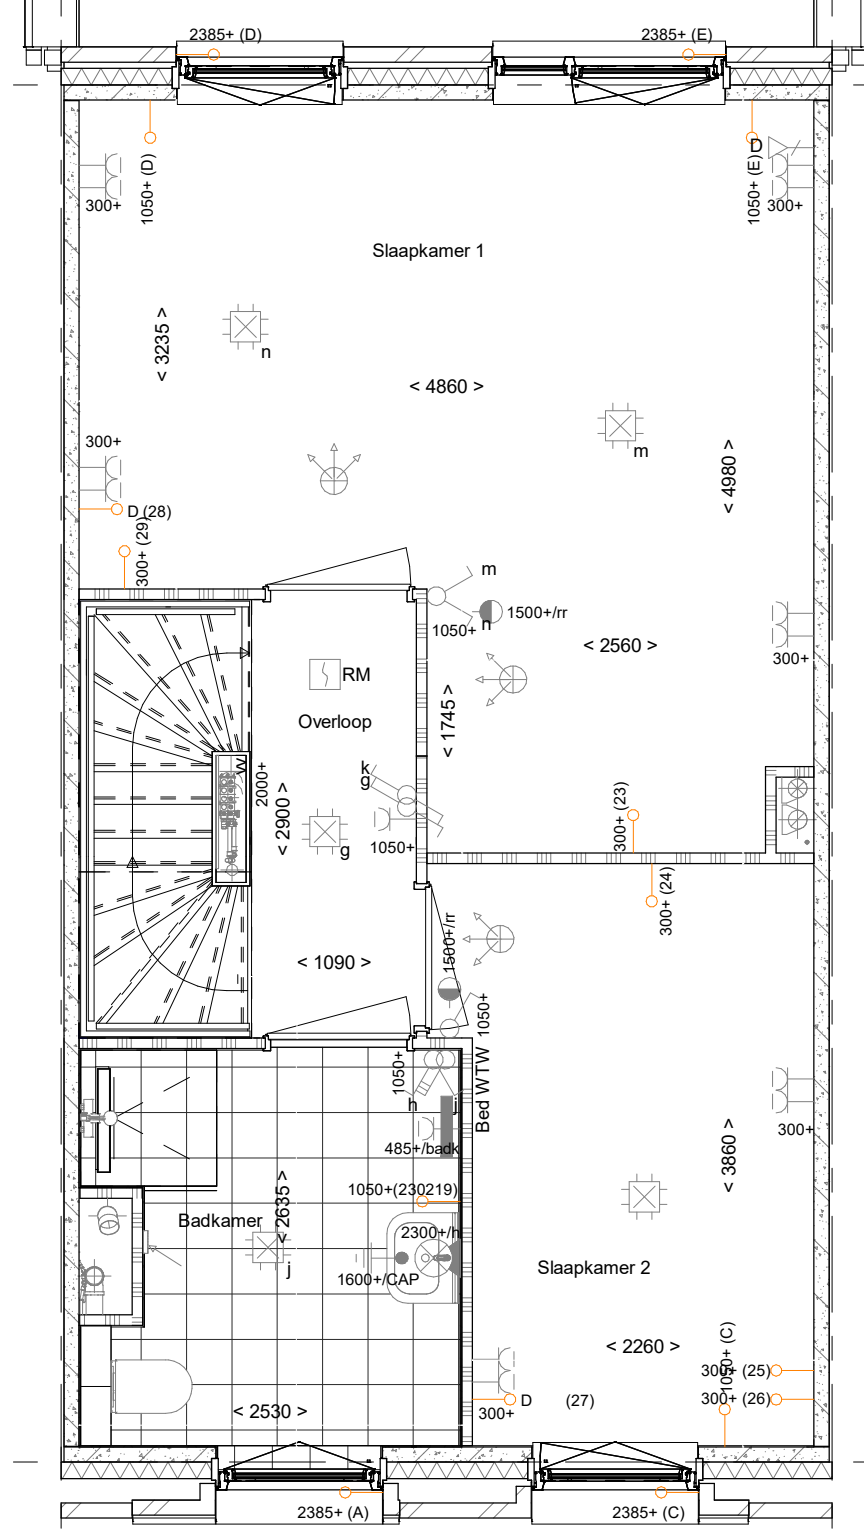 2385+ (D)
2385+ (E)
1050+ (D)
300+
D
1050+ (E)
300+
Slaapkamer 1
< 3235 >
n
< 4860 >
m
300+
< 4980 >
D (28)
300+ (29)
m
n
1050+
1500+/rr
< 2560 >
300+
RM
Overloop
< 1745 >
W
2000+
k
g
< 2900 >
g
1050+
300+ (23)
300+ (24)
< 1090 >
1500+/rr
1050+
1050+
h
j
Bed WTW
485+/badk
300+
< 3860 >
1050+(230219)
Badkamer
< 2635 >
2300+/h
j
1600+/CAP
Slaapkamer 2
< 2260 >
1050+ (C)
300+ (25)
300+ (26)
D
(27)
300+
< 2530 >
2385+ (A)
2385+ (C)